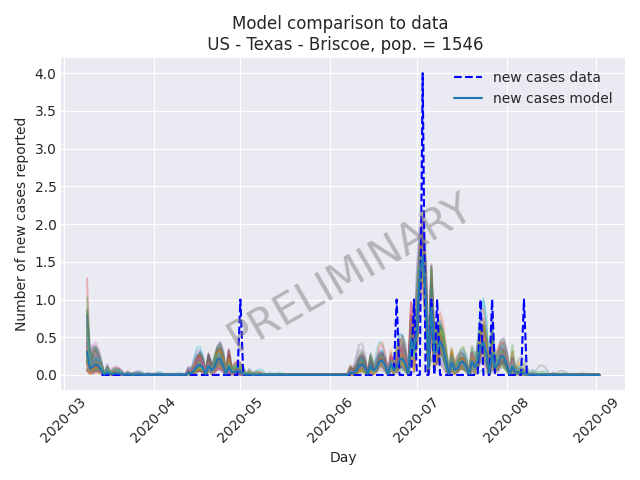 Model comparison to data
US - Texas - Briscoe, pop. = 1546
new cases data
new cases model
PRELIMINARY
Number of new cases reported
4.0
3.5
3.0
2.5
2.0
1.5
1.0
0.5
0.0
2020-03
2020-04
2020-05
2020-06
2020-07
2020-08
2020-09
Day